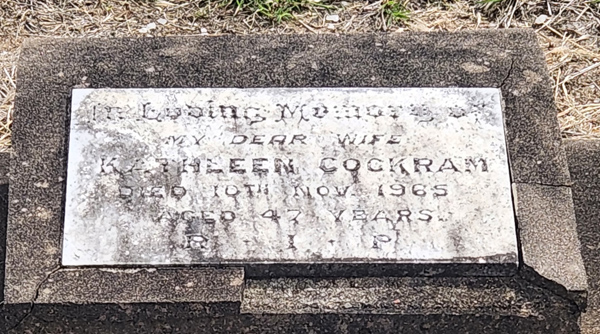 In Loving Memory of
MY DEAR WIFE
KATHLEEN COCKRAM
DIED 10TH NOV. 1965
AGED 47 YEARS.
R . I . P